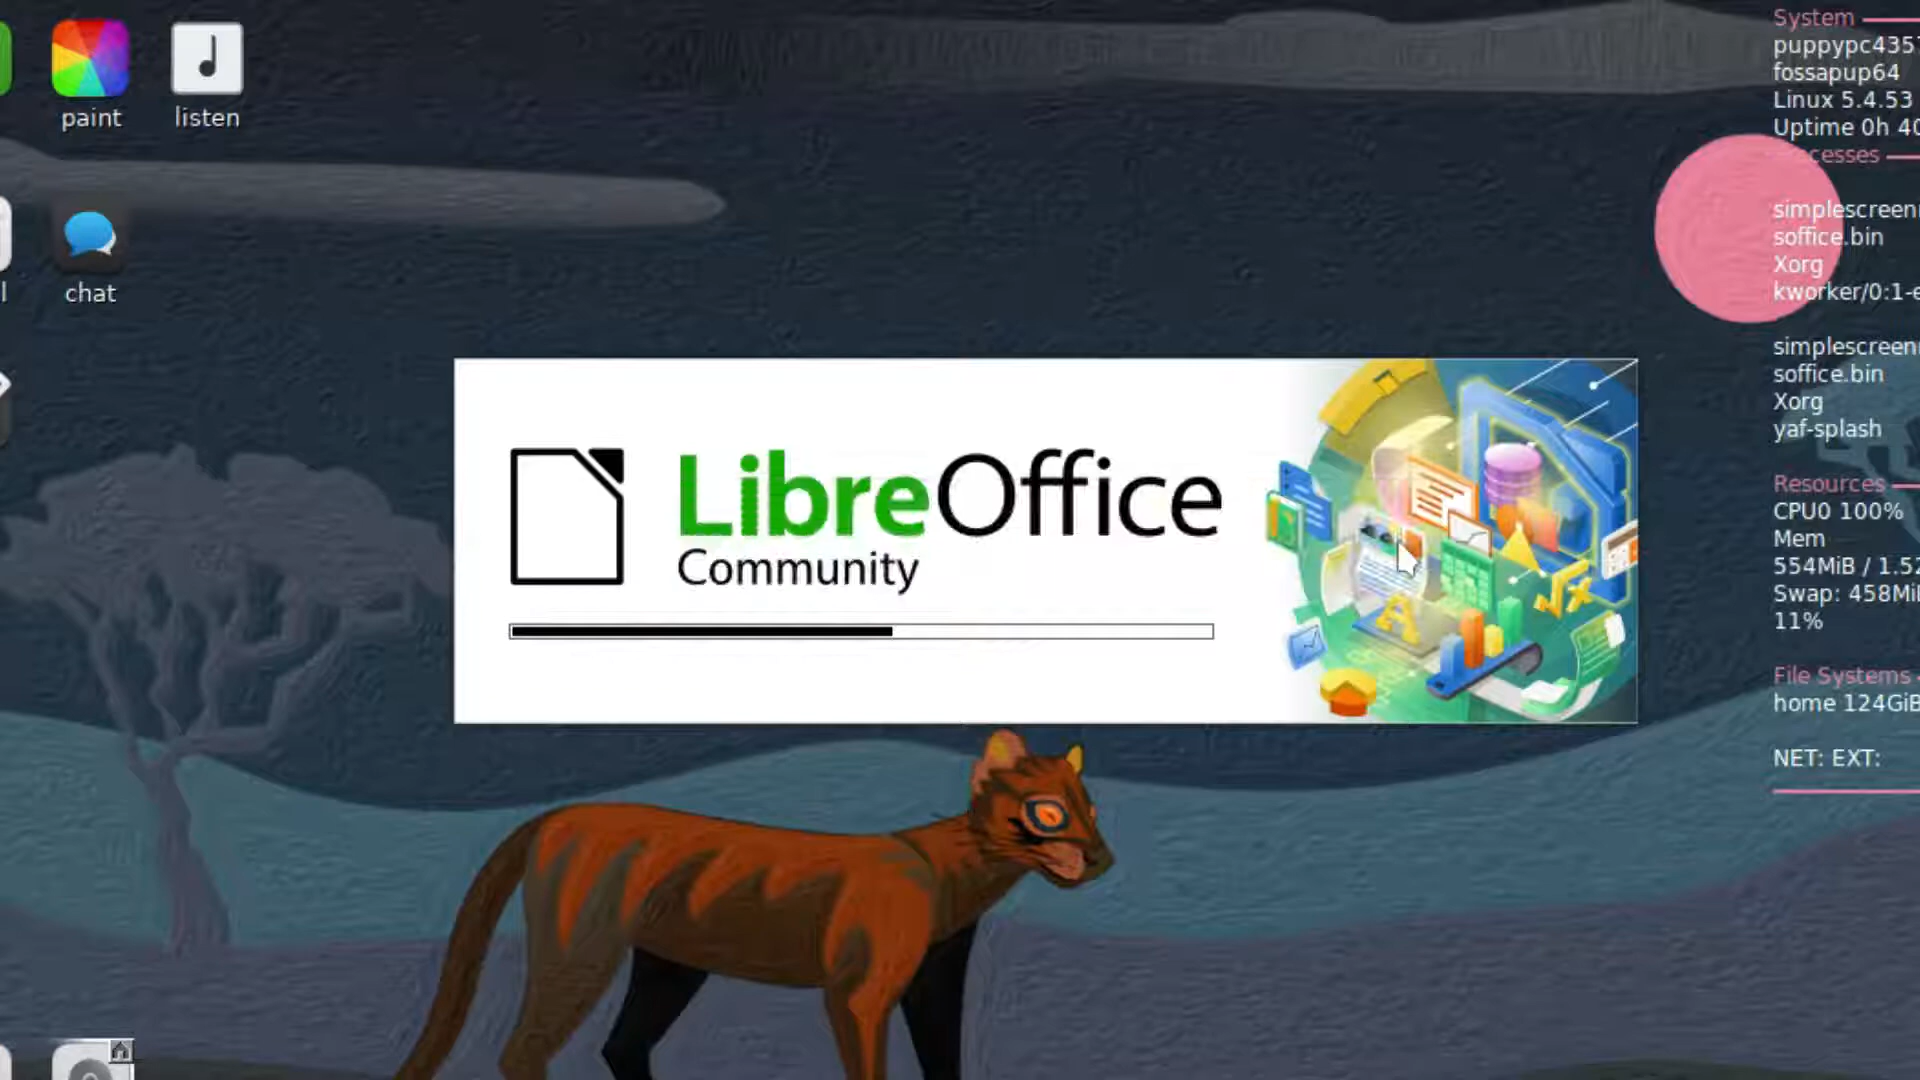 paint
listen
l
chat
LibreOffice
Community
System
puppypc4357
fossapup64
Linux 5.4.53
Uptime 0h 40
cesses
simplescreen
soffice.bin
Xorg
kworker/0:1-e
simplescreen
soffice.bin
Xorg
yaf-splash
Resources
CPU0 100%
Mem
554MiB / 1.52
Swap: 458Mi
11%
File Systems
home 124GiB
NET: EXT: